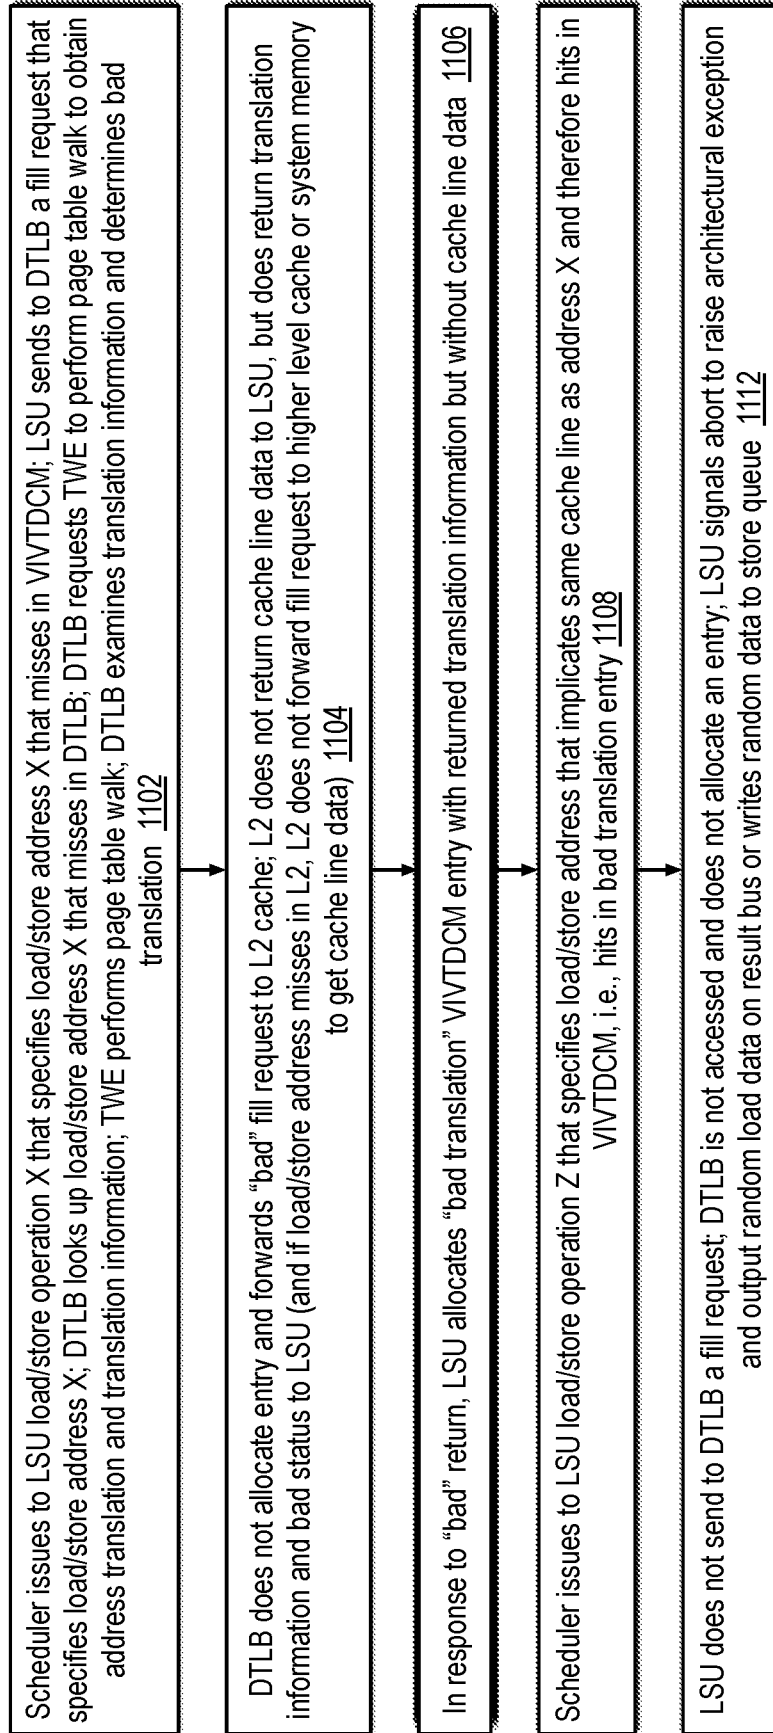 Scheduler issues to LSU load/store operation X that specifies load/store address X that misses in VIVTDCM; LSU sends to DTLB a fill request that
specifies load/store address X; DTLB looks up load/store address X that misses in DTLB; DTLB requests TWE to perform page table walk to obtain
address translation and translation information; TWE performs page table walk; DTLB examines translation information and determines bad
translation 1102
DTLB does not allocate entry and forwards “bad” fill request to L2 cache; L2 does not return cache line data to LSU, but does return translation
information and bad status to LSU (and if load/store address misses in L2, L2 does not forward fill request to higher level cache or system memory
to get cache line data) 1104
In response to “bad” return, LSU allocates “bad translation” VIVTDCM entry with returned translation information but without cache line data 1106
Scheduler issues to LSU load/store operation Z that specifies load/store address that implicates same cache line as address X and therefore hits in
VIVTDCM, i.e., hits in bad translation entry 1108
LSU does not send to DTLB a fill request; DTLB is not accessed and does not allocate an entry; LSU signals abort to raise architectural exception
and output random load data on result bus or writes random data to store queue 1112